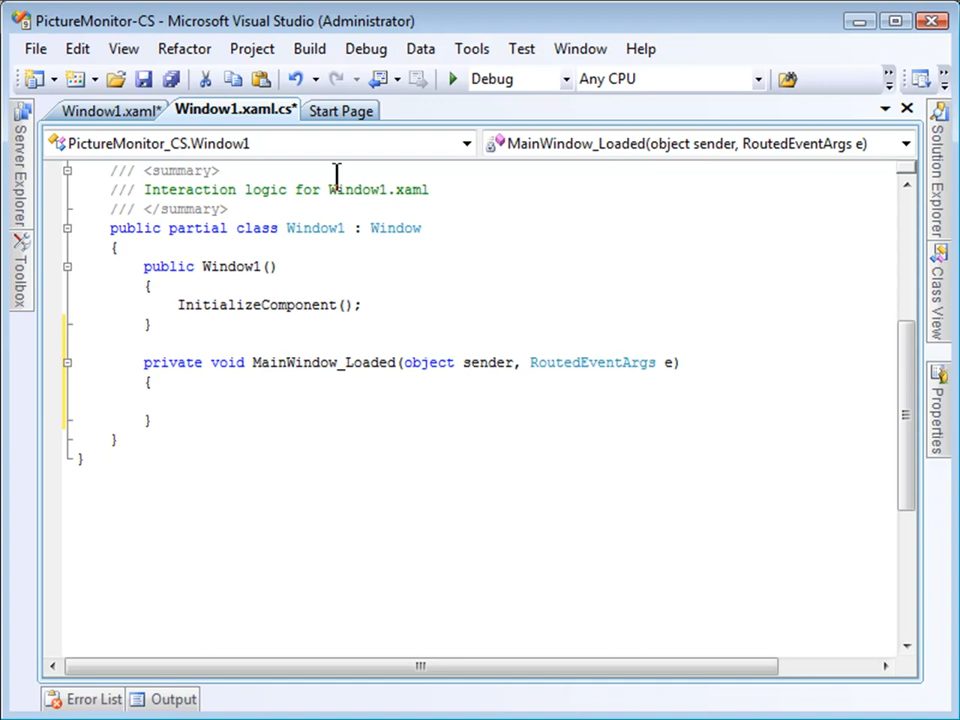 PictureMonitor-CS - Microsoft Visual Studio (Administrator)
File Edit View Refactor Project Build Debug Data Tools Test Window Help
Debug Any CPU
Window1.xaml* Window1.xaml.cs* Start Page
PictureMonitor_CS.Window1 MainWindow_Loaded(object sender, RoutedEventArgs e)
/// <summary>
/// Interaction logic for Window1.xaml
/// </summary>
public partial class Window1 : Window
{
public Window1()
{
InitializeComponent();
}
private void MainWindow_Loaded(object sender, RoutedEventArgs e)
{
}
}
}
Server Explorer
Toolbox
Solution Explorer
Class View
Properties
Error List Output